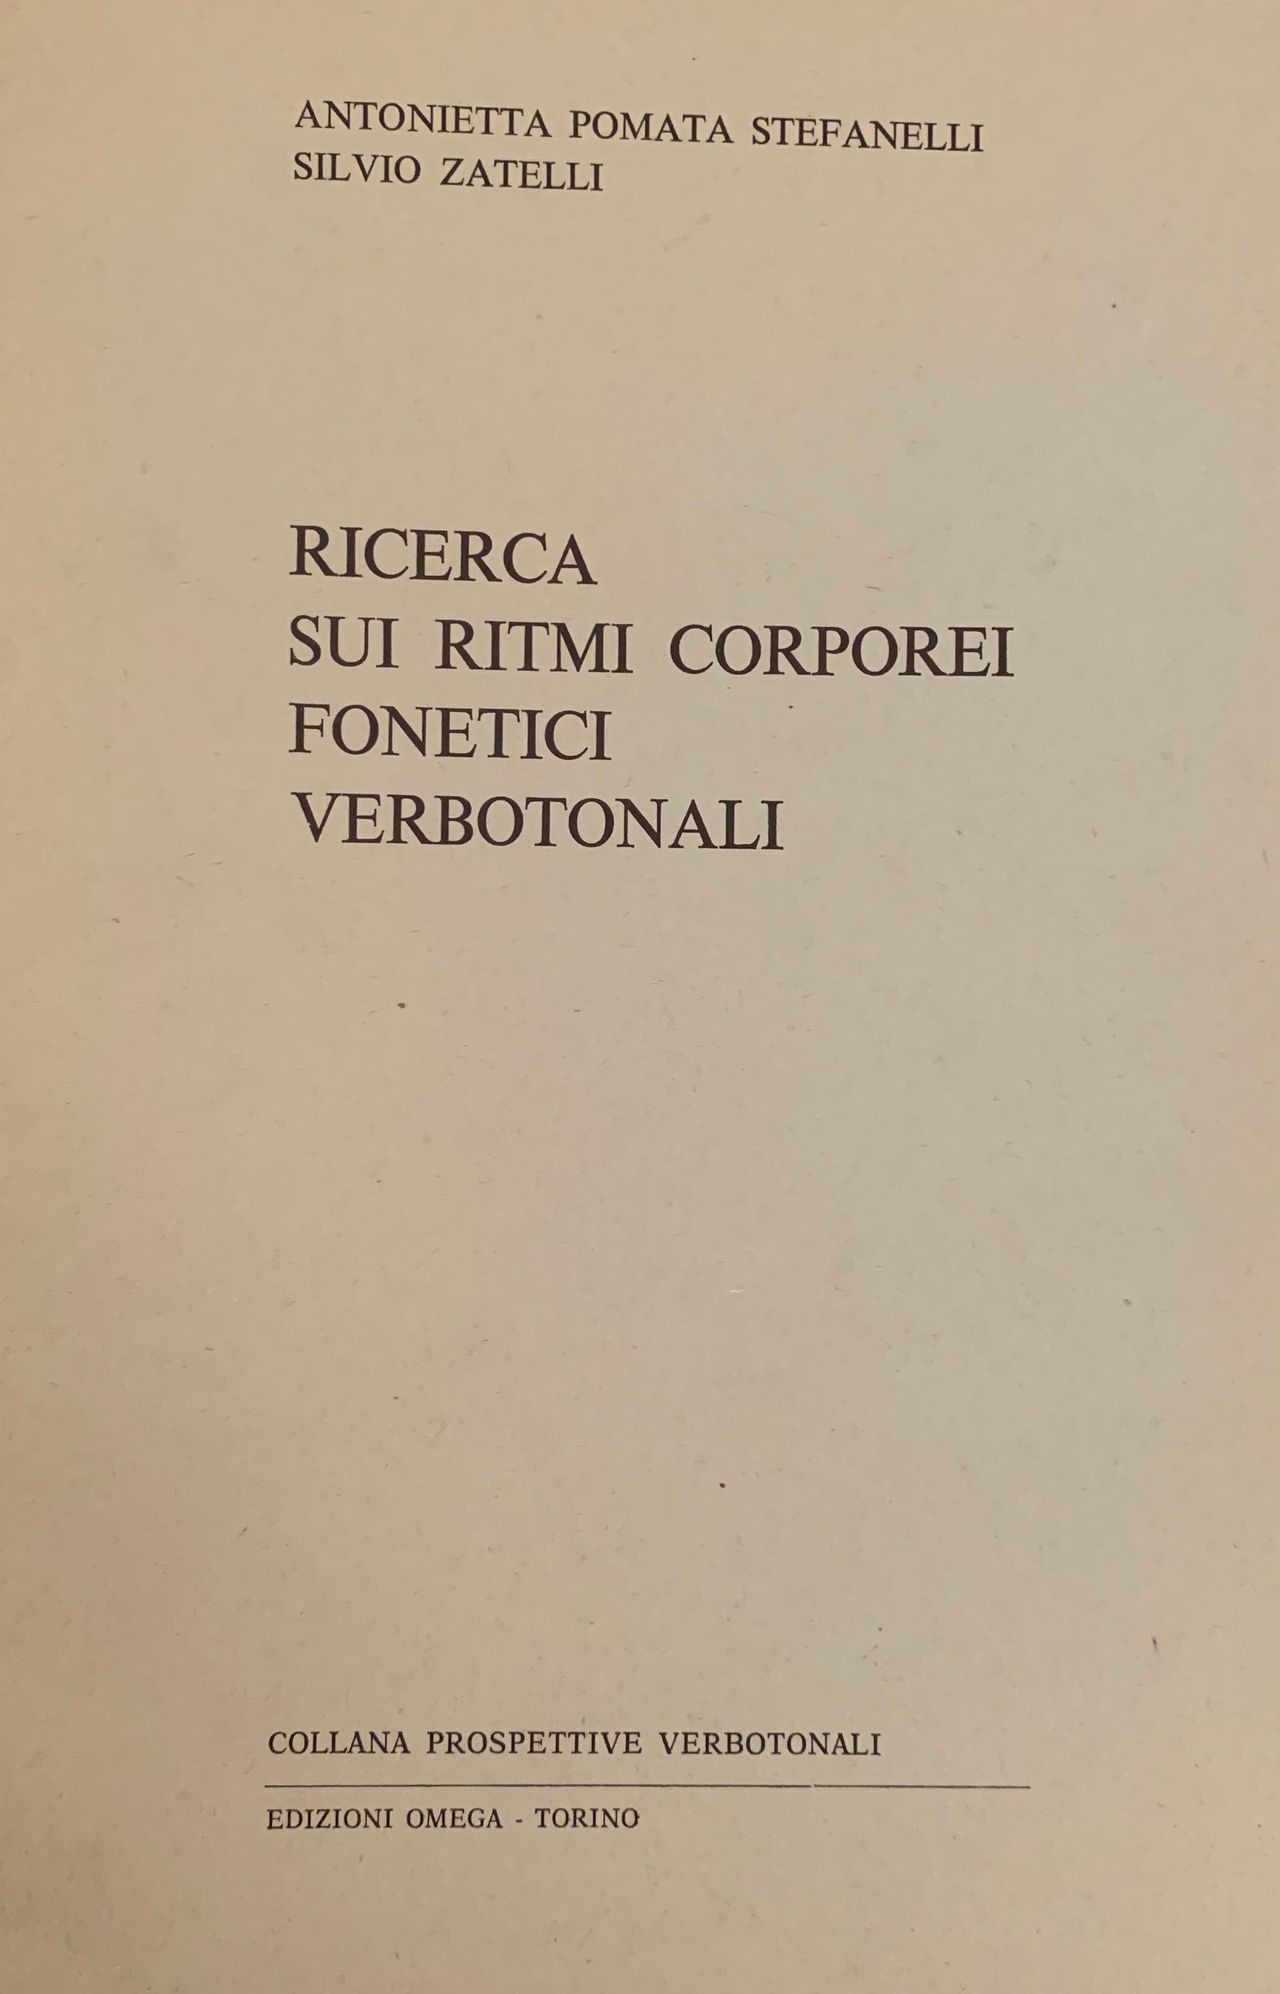 ANTONIETTA POMATA STEFANELLI
SILVIO ZATELLI
RICERCA
SUI RITMI CORPOREI
FONETICI
VERBOTONALI
COLLANA PROSPETTIVE VERBOTONALI
EDIZIONI OMEGA - TORINO